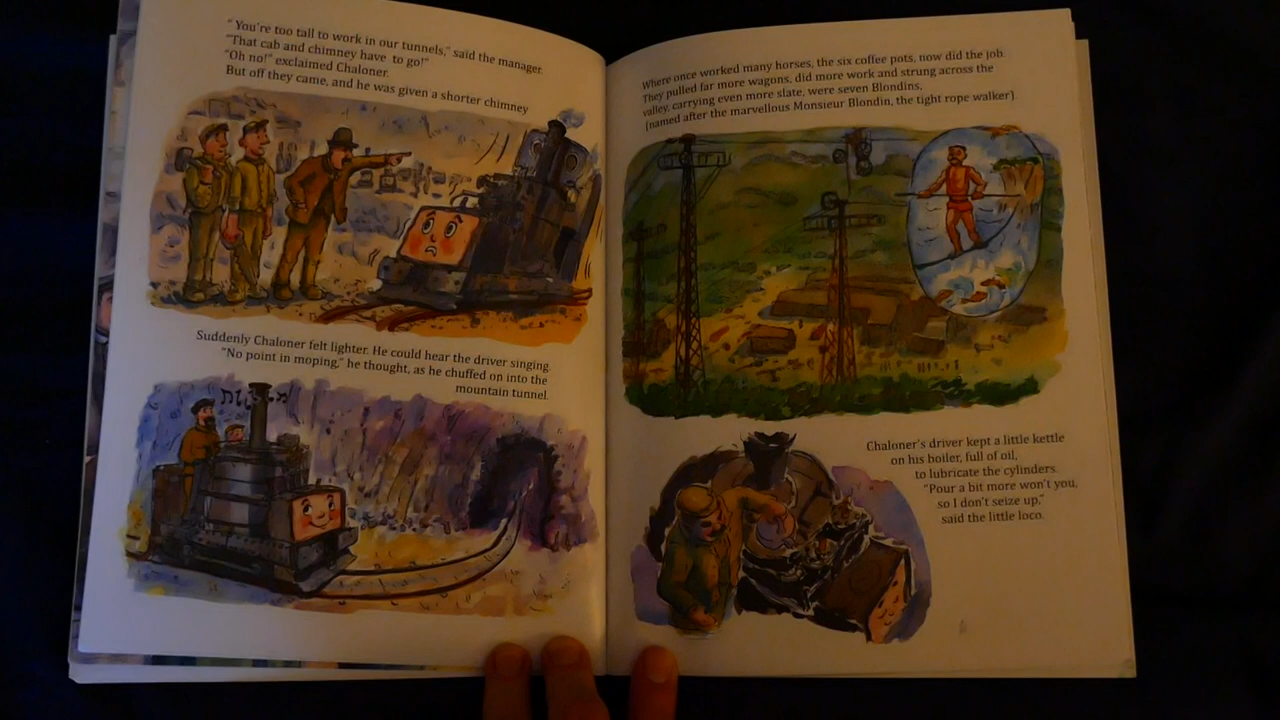 "You're too tall to work in our tunnels," said the manager.
"That cab and chimney have to go!"
"Oh no!" exclaimed Chaloner.
But off they came, and he was given a shorter chimney
Suddenly Chaloner felt lighter. He could hear the driver singing.
"No point in moping," he thought, as he chuffed on into the
mountain tunnel.
Where once worked many horses, the six coffee pots, now did the job.
They pulled far more wagons, did more work and strung across the
valley, carrying even more slate, were seven Blondins,
(named after the marvellous Monsieur Blondin, the tight rope walker)
Chaloner's driver kept a little kettle
on his boiler, full of oil,
to lubricate the cylinders.
"Pour a bit more won't you,
so I don't seize up,"
said the little loco.